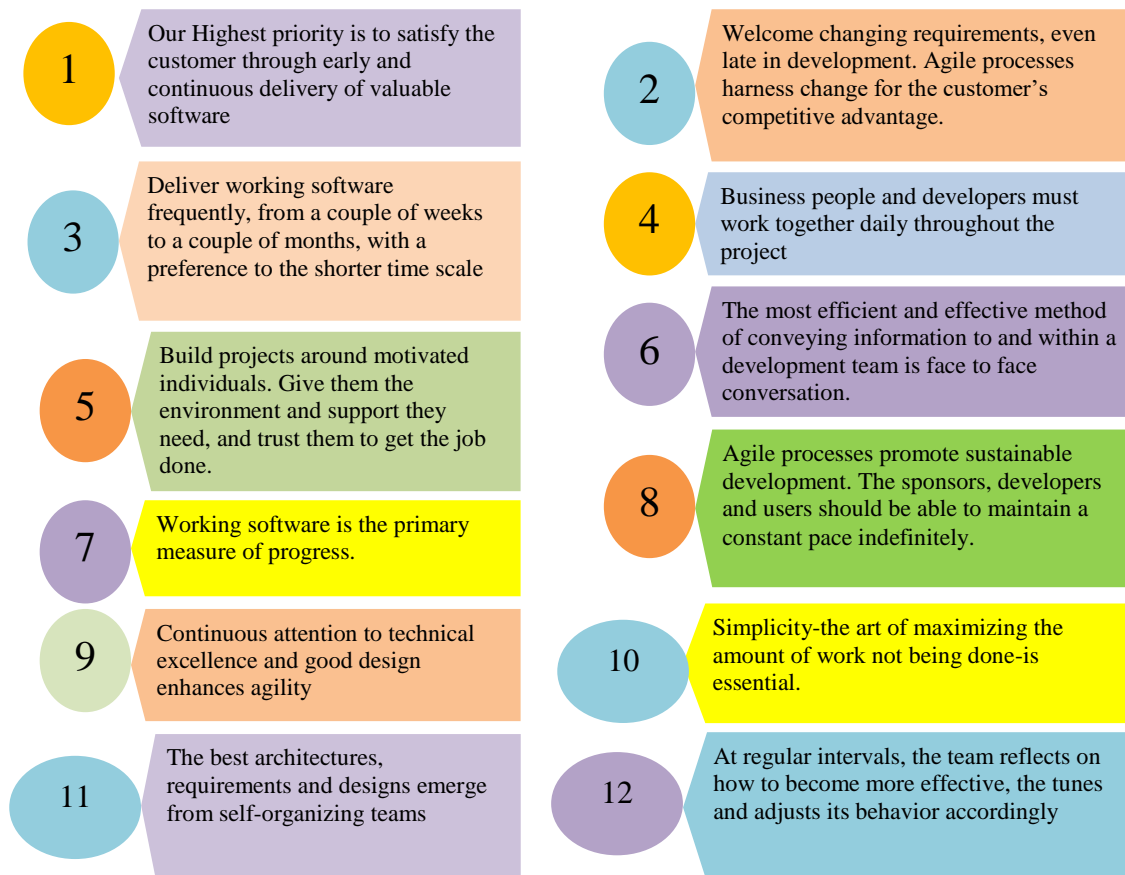 1
Our Highest priority is to satisfy the
customer through early and
continuous delivery of valuable
software
2
Welcome changing requirements, even
late in development. Agile processes
harness change for the customer’s
competitive advantage.
3
Deliver working software
frequently, from a couple of weeks
to a couple of months, with a
preference to the shorter time scale
4
Business people and developers must
work together daily throughout the
project
5
Build projects around motivated
individuals. Give them the
environment and support they
need, and trust them to get the job
done.
6
The most efficient and effective method
of conveying information to and within a
development team is face to face
conversation.
7
Working software is the primary
measure of progress.
8
Agile processes promote sustainable
development. The sponsors, developers
and users should be able to maintain a
constant pace indefinitely.
9
Continuous attention to technical
excellence and good design
enhances agility
10
Simplicity-the art of maximizing the
amount of work not being done-is
essential.
11
The best architectures,
requirements and designs emerge
from self-organizing teams
12
At regular intervals, the team reflects on
how to become more effective, the tunes
and adjusts its behavior accordingly